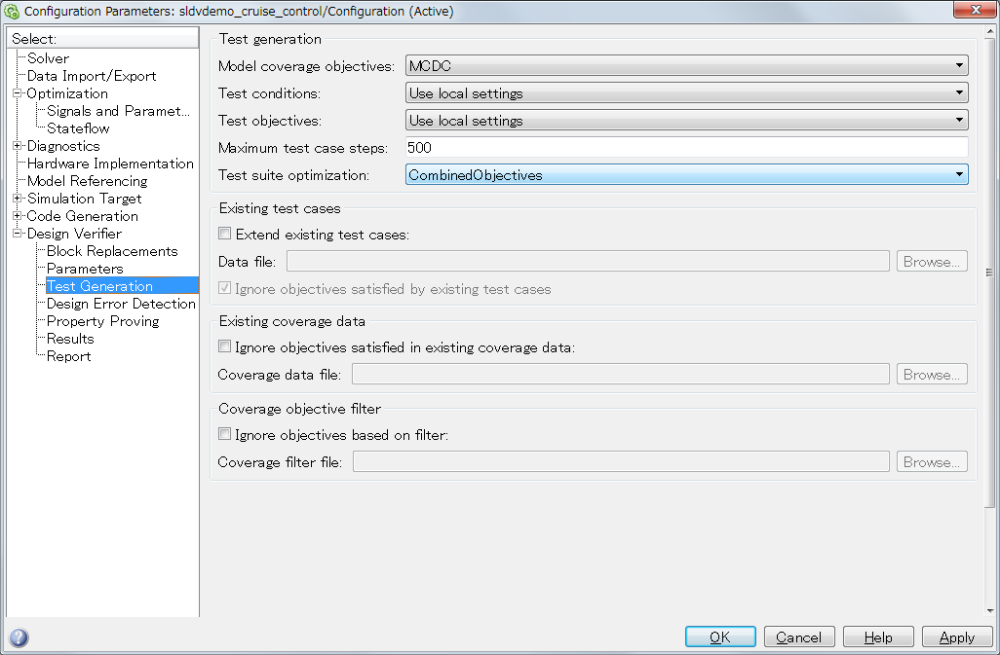 Configuration Parameters: sldvdemo_cruise_control/Configuration (Active)
Select:
Solver
Data Import/Export
Optimization
Signals and Paramet...
Stateflow
Diagnostics
Hardware Implementation
Model Referencing
Simulation Target
Code Generation
Design Verifier
Block Replacements
Parameters
Test Generation
Design Error Detection
Property Proving
Results
Report
Test generation
Model coverage objectives: MCDC
Test conditions: Use local settings
Test objectives: Use local settings
Maximum test case steps: 500
Test suite optimization: CombinedObjectives
Existing test cases
Extend existing test cases:
Data file: Browse...
Ignore objectives satisfied by existing test cases
Existing coverage data
Ignore objectives satisfied in existing coverage data:
Coverage data file: Browse...
Coverage objective filter
Ignore objectives based on filter:
Coverage filter file: Browse...
OK Cancel Help Apply